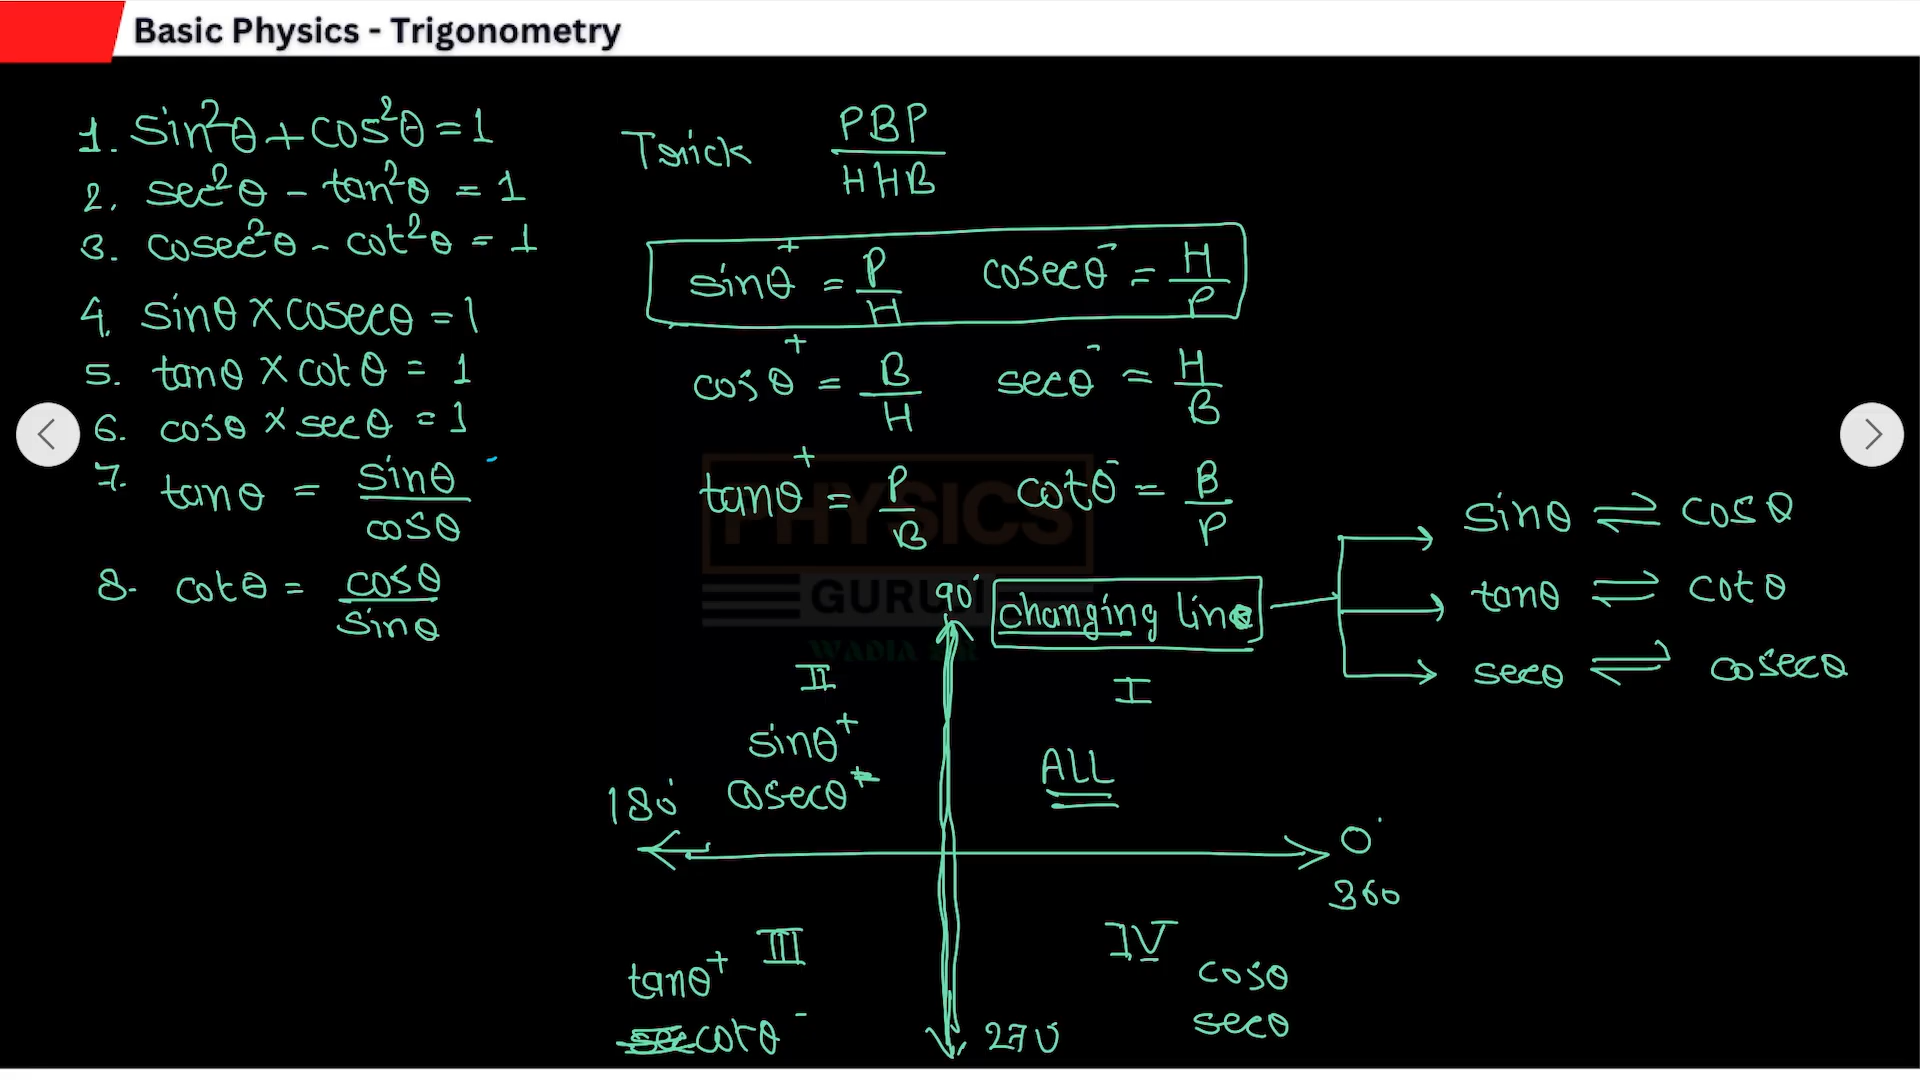 Basic Physics - Trigonometry
1. sin²θ + cos²θ = 1
2. sec²θ - tan²θ = 1
3. cosec²θ - cot²θ = 1
4. sinθ × cosecθ = 1
5. tanθ × cotθ = 1
6. cosθ × secθ = 1
7. tanθ = sinθ / cosθ
8. cotθ = cosθ / sinθ
Trick PBP / HHB
sinθ⁺ = P/H cosecθ⁻ = H/P
cosθ⁺ = B/H secθ⁻ = H/B
tanθ⁺ = P/B cotθ⁻ = B/P
PHYSICS
GURUJI
90° changing line
sinθ ⇌ cosθ
tanθ ⇌ cotθ
secθ ⇌ cosecθ
II I
sinθ⁺
cosecθ⁺
ALL
180° 0°
360
III IV
tanθ⁺
cotθ⁻
cosθ
secθ
270